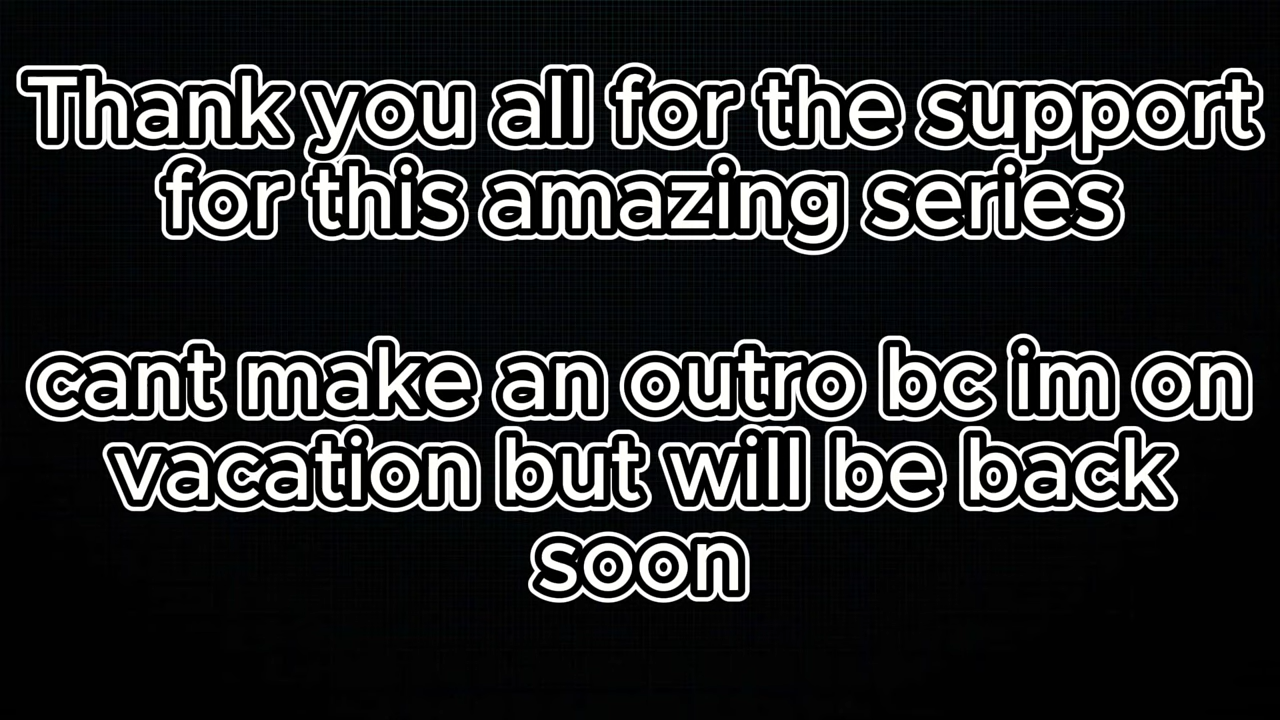 Thank you all for the support
for this amazing series
cant make an outro bc im on
vacation but will be back
soon